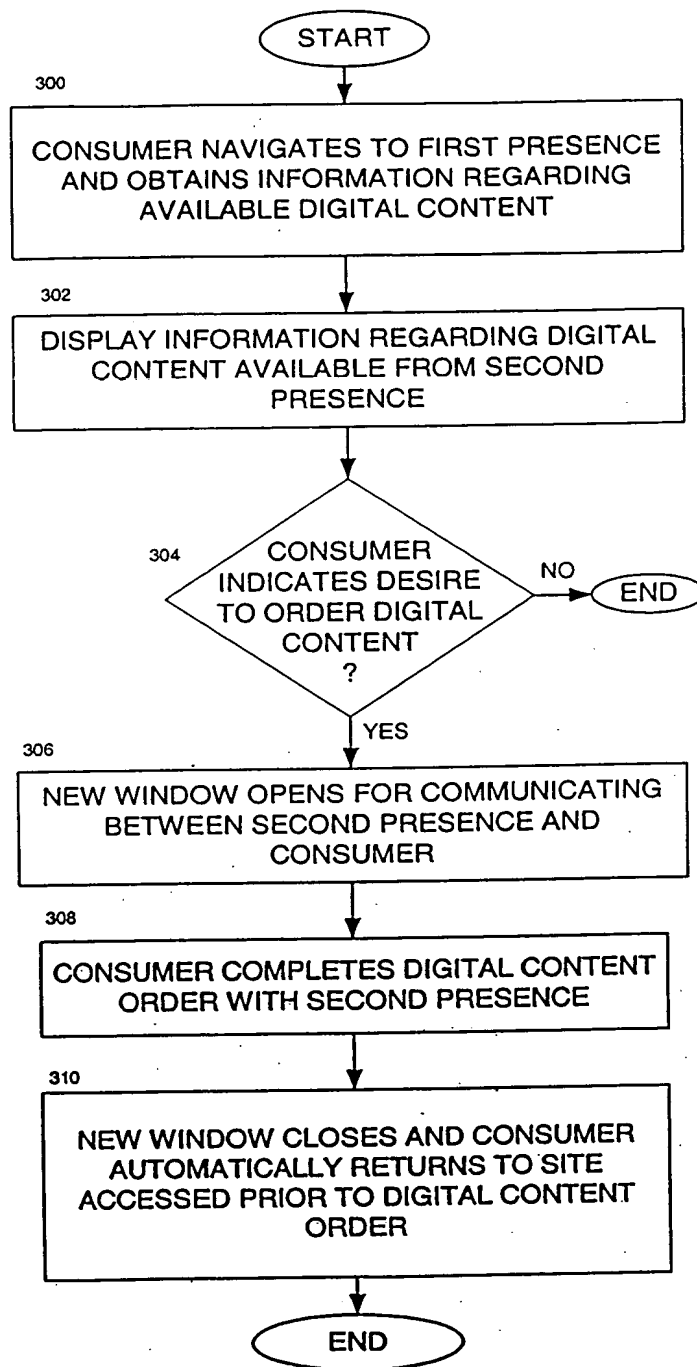 START
300
CONSUMER NAVIGATES TO FIRST PRESENCE
AND OBTAINS INFORMATION REGARDING
AVAILABLE DIGITAL CONTENT
302
DISPLAY INFORMATION REGARDING DIGITAL
CONTENT AVAILABLE FROM SECOND
PRESENCE
304
CONSUMER
INDICATES DESIRE
TO ORDER DIGITAL
CONTENT
?
NO
END
YES
306
NEW WINDOW OPENS FOR COMMUNICATING
BETWEEN SECOND PRESENCE AND
CONSUMER
308
CONSUMER COMPLETES DIGITAL CONTENT
ORDER WITH SECOND PRESENCE
310
NEW WINDOW CLOSES AND CONSUMER
AUTOMATICALLY RETURNS TO SITE
ACCESSED PRIOR TO DIGITAL CONTENT
ORDER
END